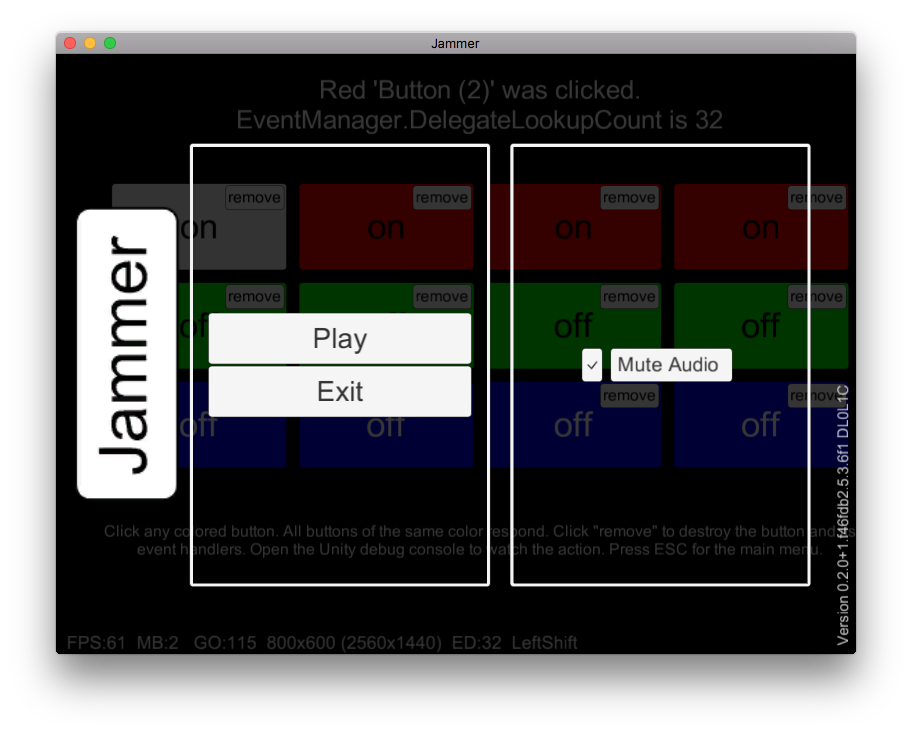 Jammer
Red 'Button (2)' was clicked.
EventManager.DelegateLookupCount is 32
remove remove remove remove
on on on on
Jammer
remove remove remove remove
off off off
Play
Mute Audio
Exit
remove remove
off off off off
Version 0.2.0+1.f46fdb2.5.3.6f1 DL0L1C
Click any colored button. All buttons of the same color respond. Click "remove" to destroy the button and its
event handlers. Open the Unity debug console to watch the action. Press ESC for the main menu.
FPS:61 MB:2 GO:115 800x600 (2560x1440) ED:32 LeftShift